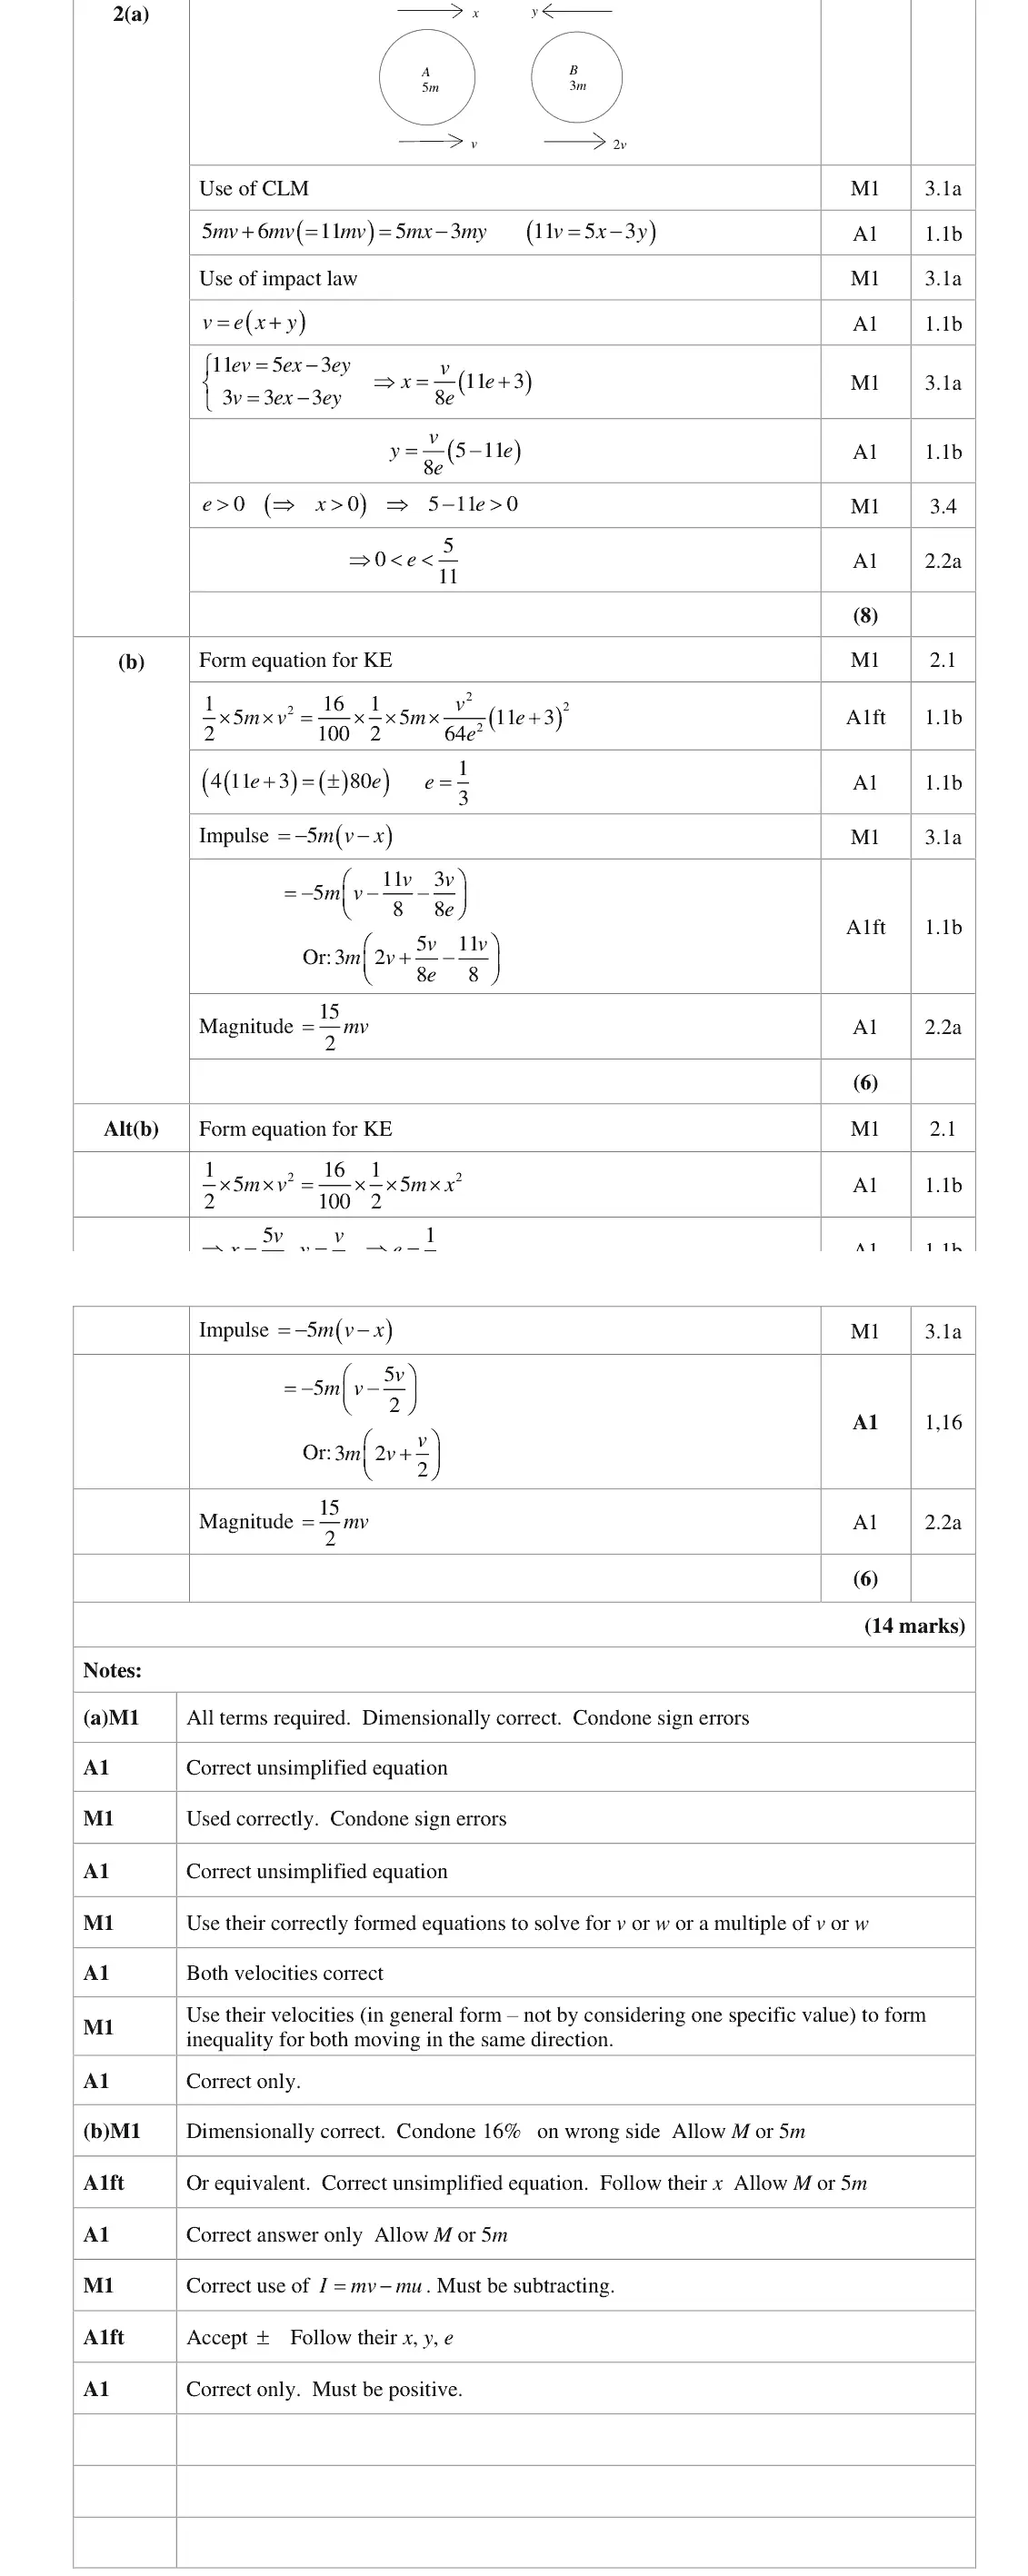 2(a)
x
y
A
5m
B
3m
v
2v
Use of CLM M1 3.1a
5mv + 6mv (= 11mv) = 5mx − 3my (11v = 5x − 3y) A1 1.1b
Use of impact law M1 3.1a
v = e(x + y) A1 1.1b
{11ev = 5ex − 3ey
3v = 3ex − 3ey ⇒ x = v/8e (11e + 3) M1 3.1a
y = v/8e (5 − 11e) A1 1.1b
e > 0 (⇒ x > 0) ⇒ 5 − 11e > 0 M1 3.4
⇒ 0 < e < 5/11 A1 2.2a
(8)
(b) Form equation for KE M1 2.1
1/2 × 5m × v² = 16/100 × 1/2 × 5m × v²/64e² (11e + 3)² A1ft 1.1b
(4(11e + 3) = (±)80e) e = 1/3 A1 1.1b
Impulse = −5m(v − x) M1 3.1a
= −5m(v − 11v/8 − 3v/8e)
A1ft 1.1b
Or: 3m(2v + 5v/8e − 11v/8)
Magnitude = 15/2 mv A1 2.2a
(6)
Alt(b) Form equation for KE M1 2.1
1/2 × 5m × v² = 16/100 × 1/2 × 5m × x² A1 1.1b
5v v 1
A1 1.1b
Impulse = −5m(v − x) M1 3.1a
= −5m(v − 5v/2)
A1 1,16
Or: 3m(2v + v/2)
Magnitude = 15/2 mv A1 2.2a
(6)
(14 marks)
Notes:
(a)M1 All terms required. Dimensionally correct. Condone sign errors
A1 Correct unsimplified equation
M1 Used correctly. Condone sign errors
A1 Correct unsimplified equation
M1 Use their correctly formed equations to solve for v or w or a multiple of v or w
A1 Both velocities correct
M1 Use their velocities (in general form – not by considering one specific value) to form
inequality for both moving in the same direction.
A1 Correct only.
(b)M1 Dimensionally correct. Condone 16% on wrong side Allow M or 5m
A1ft Or equivalent. Correct unsimplified equation. Follow their x Allow M or 5m
A1 Correct answer only Allow M or 5m
M1 Correct use of I = mv − mu . Must be subtracting.
A1ft Accept ± Follow their x, y, e
A1 Correct only. Must be positive.